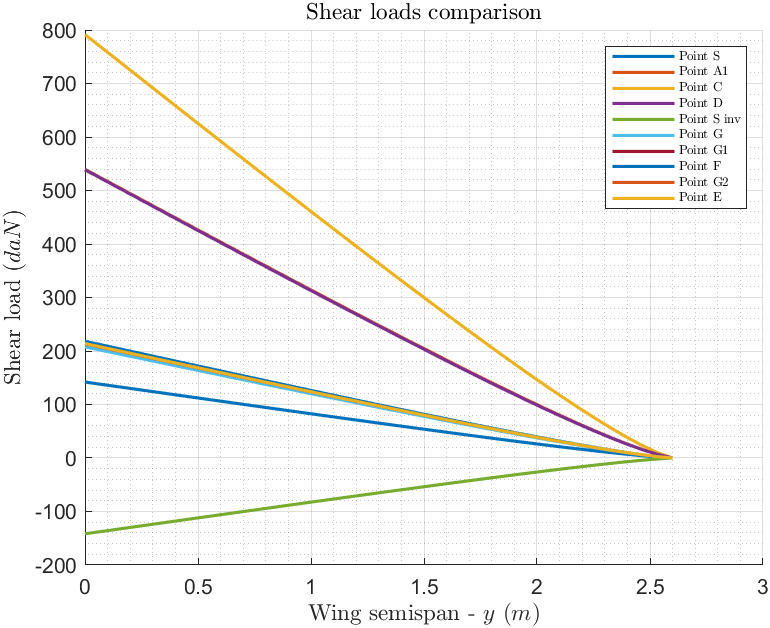 Shear loads comparison
800
700
600
500
400
300
200
100
0
-100
-200
Shear load (daN)
Point S
Point A1
Point C
Point D
Point S inv
Point G
Point G1
Point F
Point G2
Point E
0 0.5 1 1.5 2 2.5 3
Wing semispan - y (m)